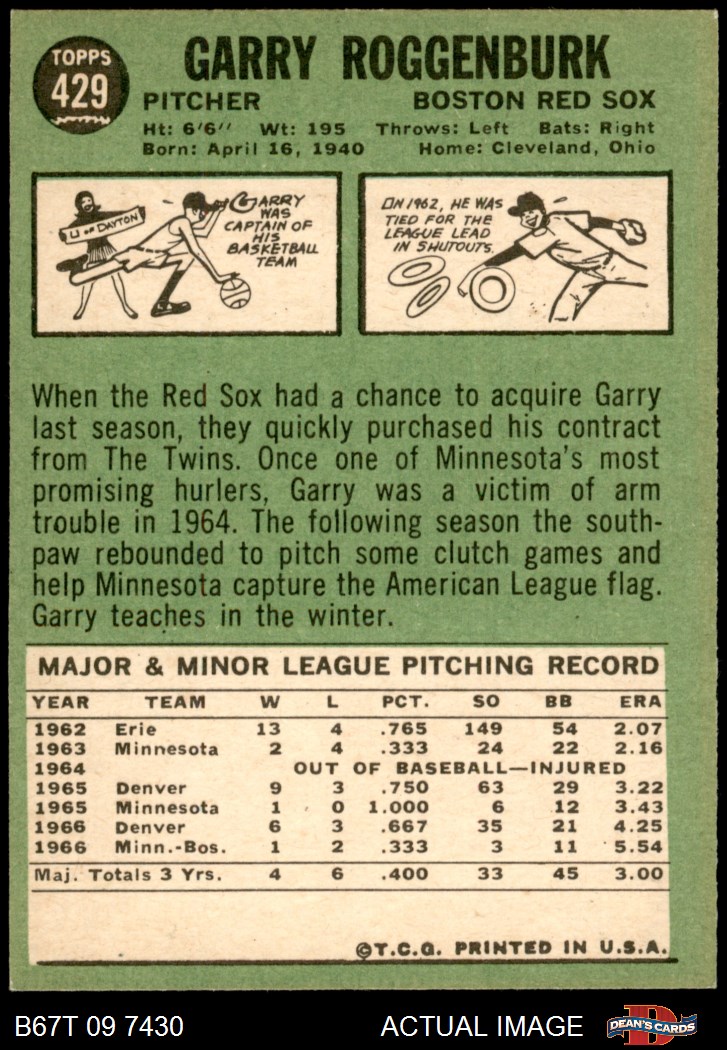 TOPPS
429
GARRY ROGGENBURK
PITCHER BOSTON RED SOX
Ht: 6'6" Wt: 195 Throws: Left Bats: Right
Born: April 16, 1940 Home: Cleveland, Ohio
U of DAYTON
GARRY
WAS
CAPTAIN OF
HIS
BASKETBALL
TEAM
IN 1962, HE WAS
TIED FOR THE
LEAGUE LEAD
IN SHUTOUTS.
When the Red Sox had a chance to acquire Garry
last season, they quickly purchased his contract
from The Twins. Once one of Minnesota's most
promising hurlers, Garry was a victim of arm
trouble in 1964. The following season the south-
paw rebounded to pitch some clutch games and
help Minnesota capture the American League flag.
Garry teaches in the winter.
MAJOR & MINOR LEAGUE PITCHING RECORD
YEAR TEAM W L PCT. SO BB ERA
1962 Erie 13 4 .765 149 54 2.07
1963 Minnesota 2 4 .333 24 22 2.16
1964 OUT OF BASEBALL—INJURED
1965 Denver 9 3 .750 63 29 3.22
1965 Minnesota 1 0 1.000 6 12 3.43
1966 Denver 6 3 .667 35 21 4.25
1966 Minn.-Bos. 1 2 .333 3 11 5.54
Maj. Totals 3 Yrs. 4 6 .400 33 45 3.00
©T.C.G. PRINTED IN U.S.A.
B67T 09 7430 ACTUAL IMAGE DEAN'S CARDS